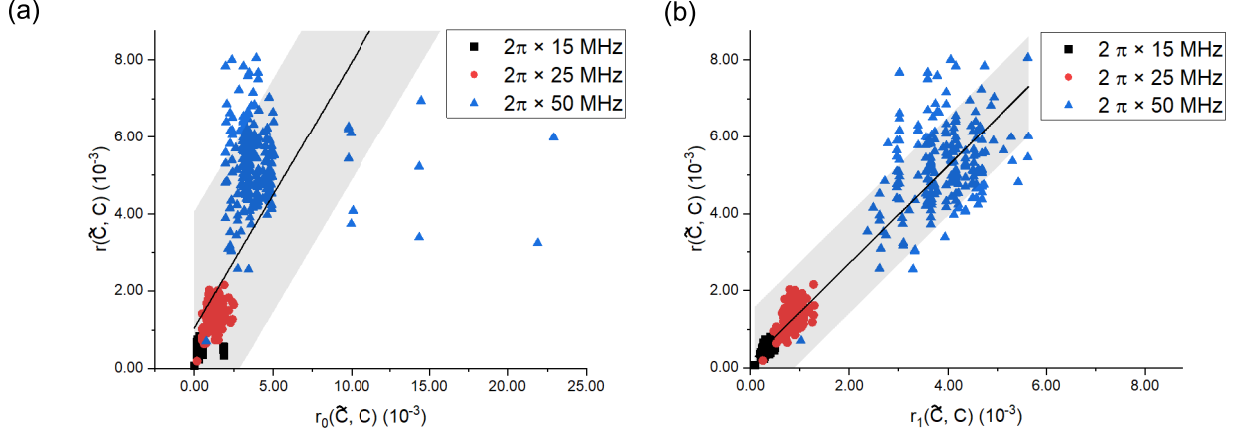 (a)
(b)
2π × 15 MHz
2π × 25 MHz
2π × 50 MHz
8.00
6.00
4.00
2.00
0.00
r(C̃, C) (10⁻³)
0.00 5.00 10.00 15.00 20.00 25.00
r₀(C̃, C) (10⁻³)
2 π × 15 MHz
2 π × 25 MHz
2 π × 50 MHz
8.00
6.00
4.00
2.00
0.00
r(C̃, C) (10⁻³)
0.00 2.00 4.00 6.00 8.00
r₁(C̃, C) (10⁻³)